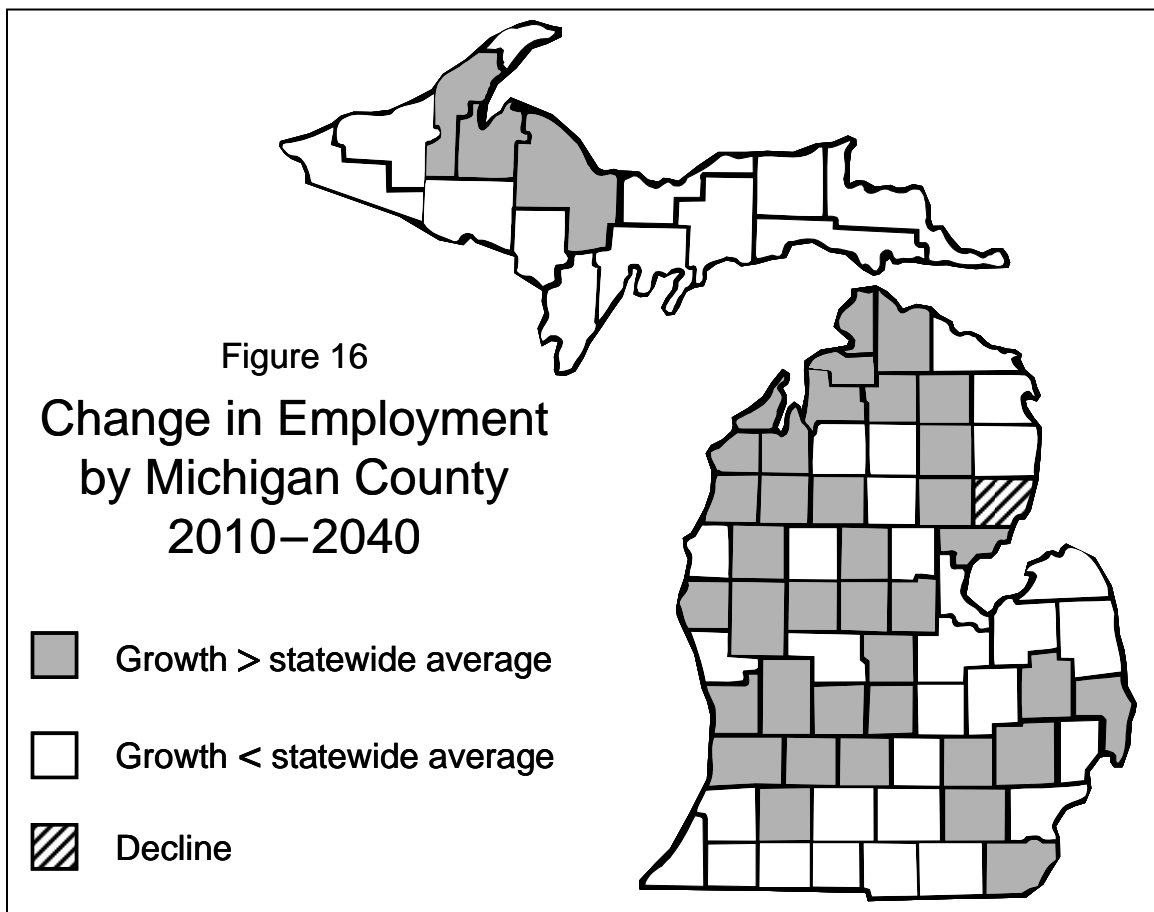 Figure 16
Change in Employment
by Michigan County
2010–2040
Growth > statewide average
Growth < statewide average
Decline